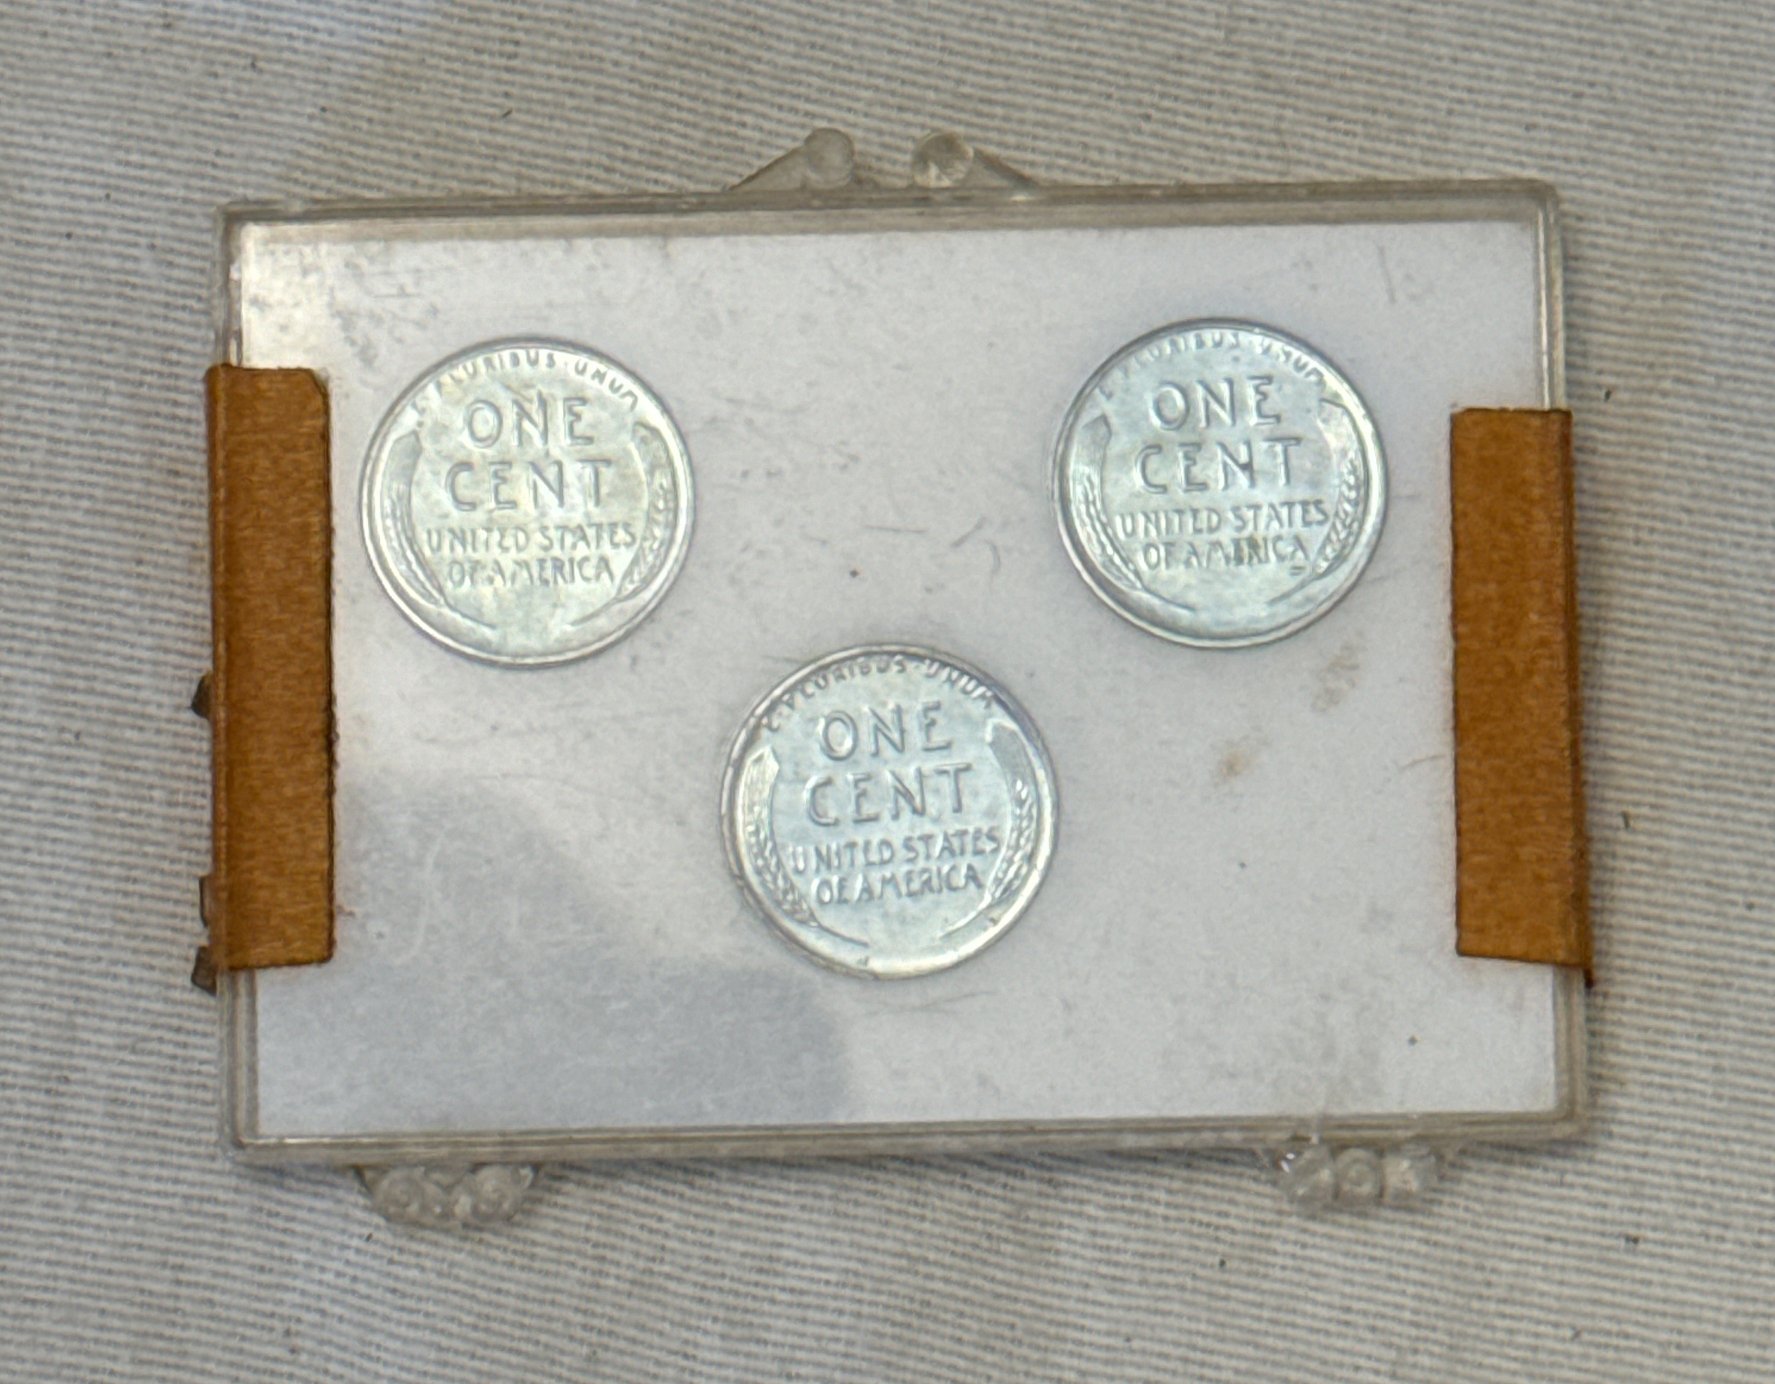 E·PLURIBUS·UNUM
ONE
CENT
UNITED STATES
OF AMERICA
E·PLURIBUS·UNUM
ONE
CENT
UNITED STATES
OF AMERICA
E·PLURIBUS·UNUM
ONE
CENT
UNITED STATES
OF AMERICA